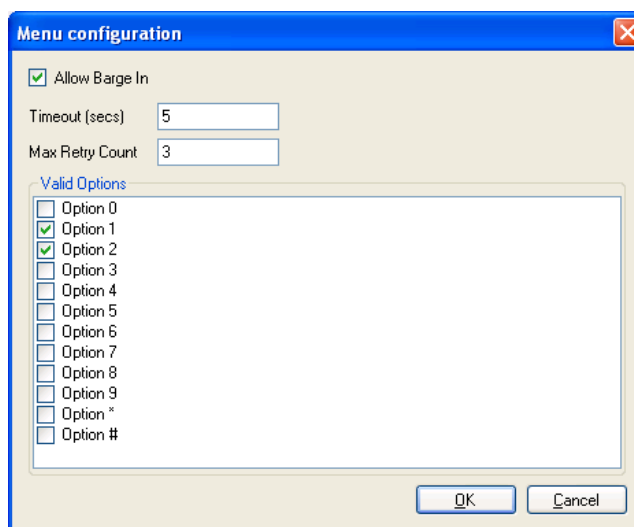 Menu configuration
Allow Barge In
Timeout (secs) 5
Max Retry Count 3
Valid Options
Option 0
Option 1
Option 2
Option 3
Option 4
Option 5
Option 6
Option 7
Option 8
Option 9
Option *
Option #
OK Cancel